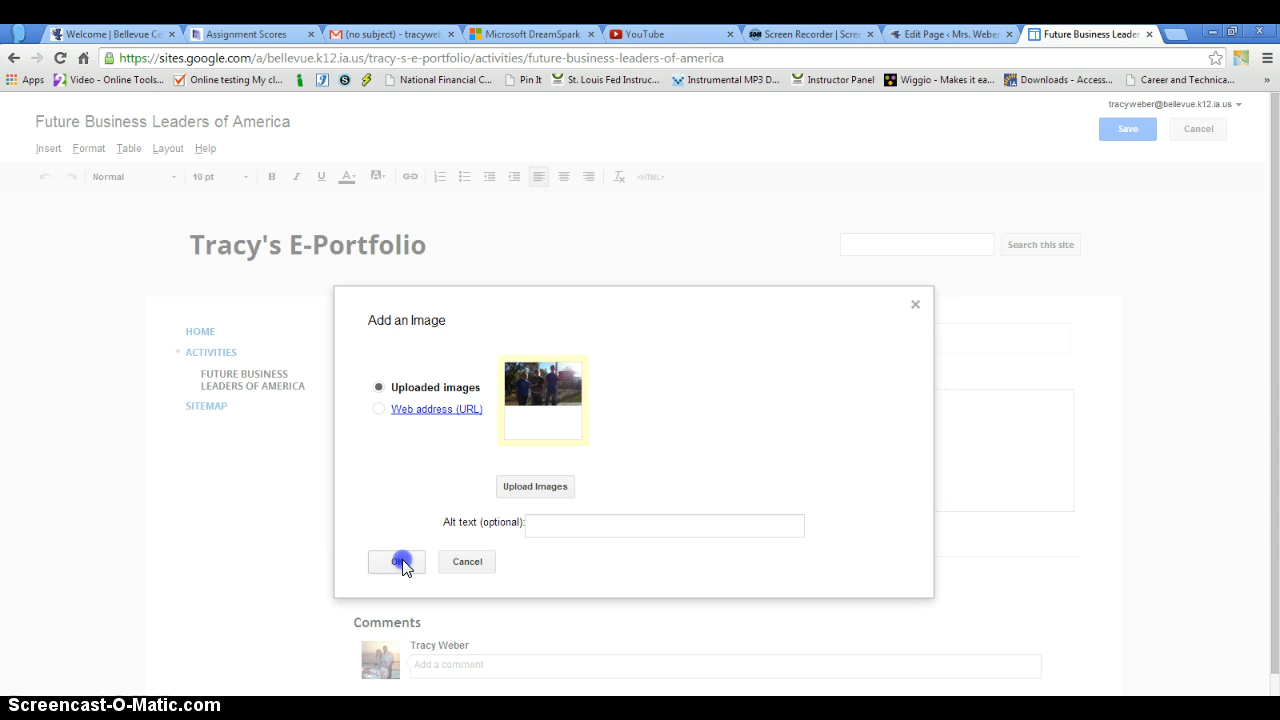 Welcome | Bellevue Co
Assignment Scores
(no subject) - tracyweb
Microsoft DreamSpark
YouTube
Screen Recorder | Scre
Edit Page ‹ Mrs. Weber
Future Business Leader
https://sites.google.com/a/bellevue.k12.ia.us/tracy-s-e-portfolio/activities/future-business-leaders-of-america
Apps
Video - Online Tools...
Online testing My cl...
National Financial C...
Pin It
St. Louis Fed Instruc...
Instrumental MP3 D...
Instructor Panel
Wiggio - Makes it ea...
Downloads - Access...
Career and Technica...
»
tracyweber@bellevue.k12.ia.us
Future Business Leaders of America
Save
Cancel
Insert Format Table Layout Help
Normal 10 pt B I U A A <HTML>
Tracy's E-Portfolio
Search this site
HOME
ACTIVITIES
FUTURE BUSINESS
LEADERS OF AMERICA
SITEMAP
Add an Image
Uploaded images
Web address (URL)
Upload Images
Alt text (optional):
Cancel
Comments
Tracy Weber
Add a comment
Screencast-O-Matic.com